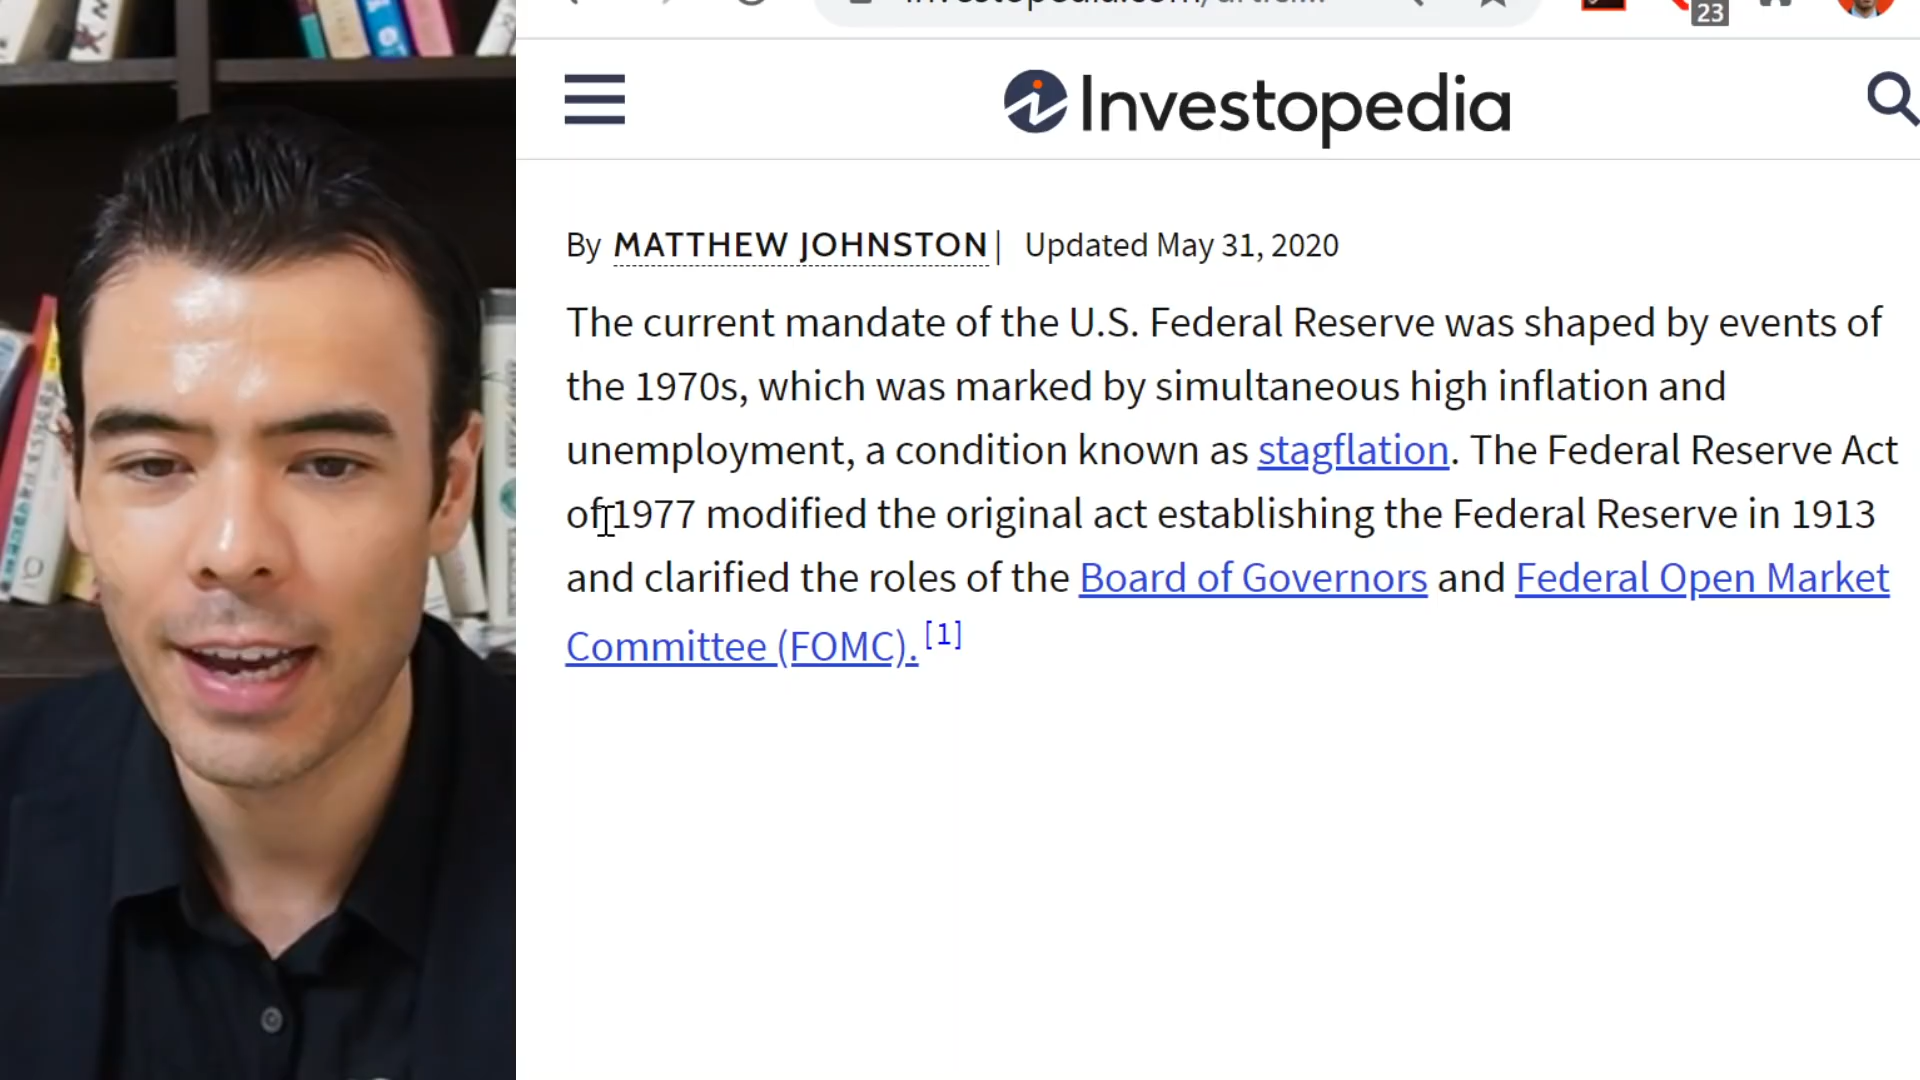 23
Investopedia
By MATTHEW JOHNSTON | Updated May 31, 2020
The current mandate of the U.S. Federal Reserve was shaped by events of
the 1970s, which was marked by simultaneous high inflation and
unemployment, a condition known as stagflation. The Federal Reserve Act
of 1977 modified the original act establishing the Federal Reserve in 1913
and clarified the roles of the Board of Governors and Federal Open Market
Committee (FOMC). [1]